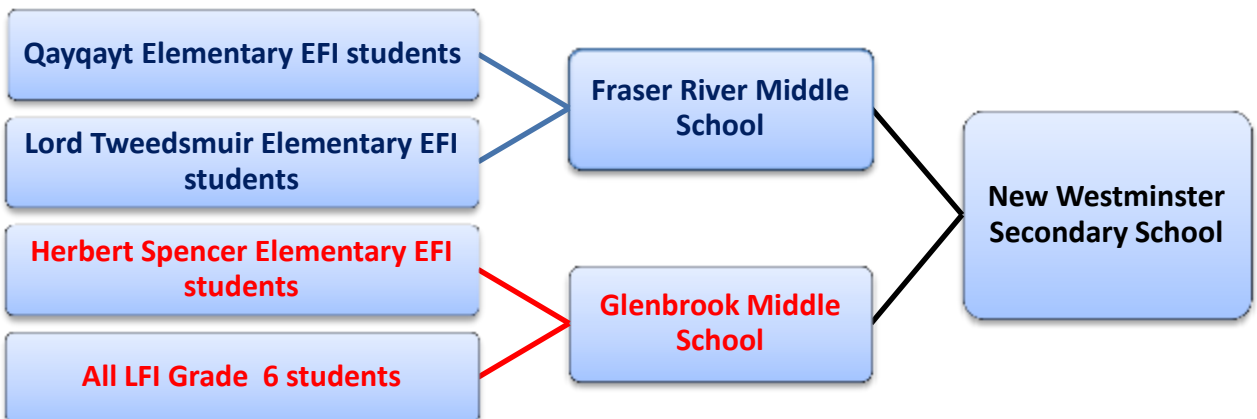 Qayqayt Elementary EFI students
Lord Tweedsmuir Elementary EFI
students
Herbert Spencer Elementary EFI
students
All LFI Grade  6 students
Fraser River Middle
School
Glenbrook Middle
School
New Westminster
Secondary School